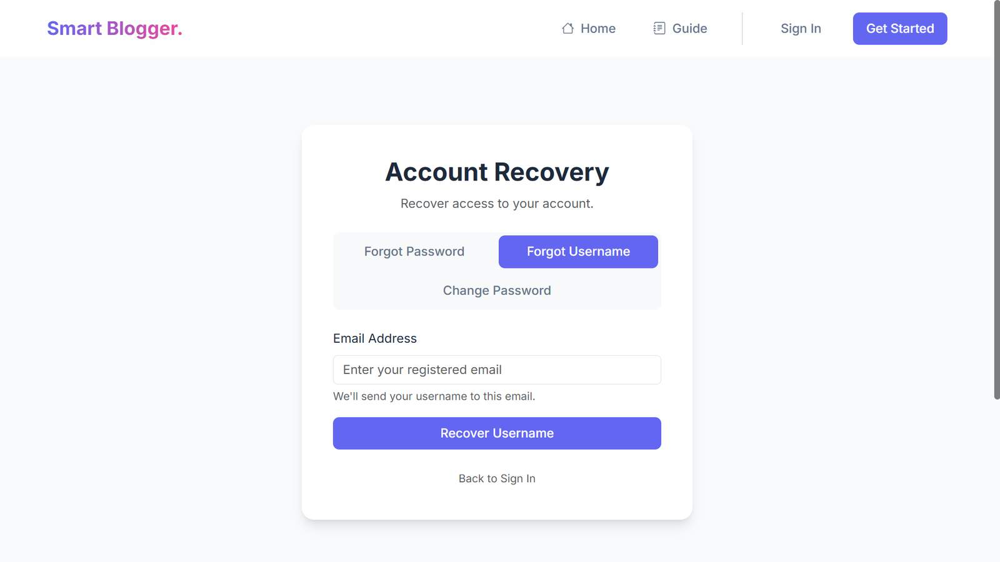 Smart Blogger.
Home
Guide
Sign In
Get Started
Account Recovery
Recover access to your account.
Forgot Password
Forgot Username
Change Password
Email Address
Enter your registered email
We'll send your username to this email.
Recover Username
Back to Sign In